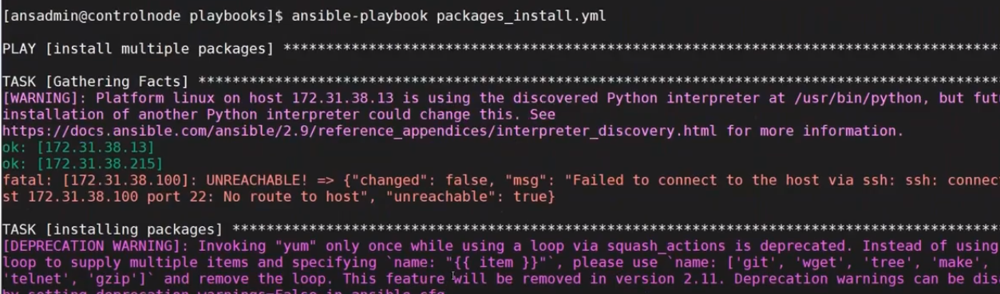 [ansadmin@controlnode playbooks]$ ansible-playbook packages_install.yml
PLAY [install multiple packages] *************************************************************************************
TASK [Gathering Facts] ***********************************************************************************************
[WARNING]: Platform linux on host 172.31.38.13 is using the discovered Python interpreter at /usr/bin/python, but fut
installation of another Python interpreter could change this. See
https://docs.ansible.com/ansible/2.9/reference_appendices/interpreter_discovery.html for more information.
ok: [172.31.38.13]
ok: [172.31.38.215]
fatal: [172.31.38.100]: UNREACHABLE! => {"changed": false, "msg": "Failed to connect to the host via ssh: ssh: connec
st 172.31.38.100 port 22: No route to host", "unreachable": true}
TASK [installing packages] *******************************************************************************************
[DEPRECATION WARNING]: Invoking "yum" only once while using a loop via squash_actions is deprecated. Instead of using
loop to supply multiple items and specifying `name: "{{ item }}"`, please use `name: ['git', 'wget', 'tree', 'make',
'telnet', 'gzip']` and remove the loop. This feature will be removed in version 2.11. Deprecation warnings can be dis
by setting deprecation_warnings=False in ansible.cfg